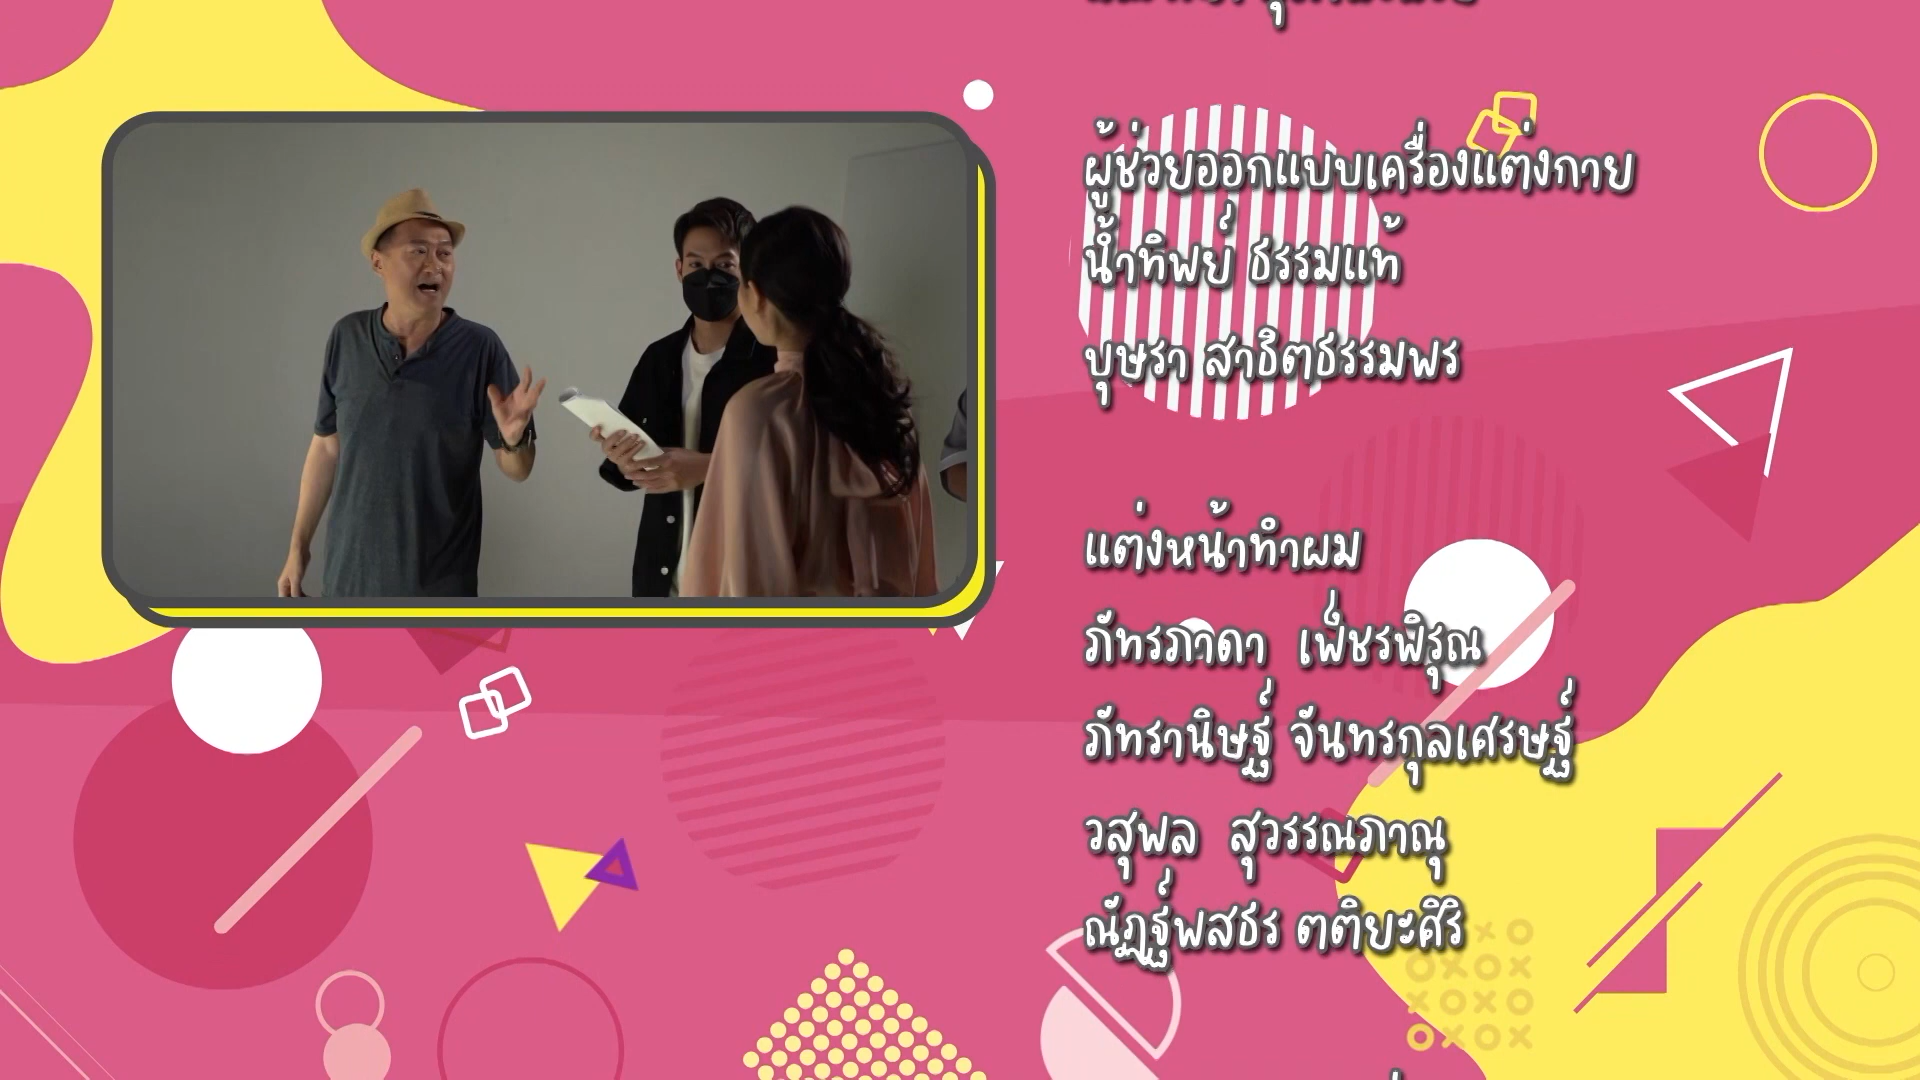 ผู้ช่วยออกแบบเครื่องแต่งกาย
น้ำทิพย์ ธรรมแท้
บุษรา สาธิตธรรมพร
แต่งหน้าทำผม
ภัทรภาดา เพ็ชรพิรุณ
ภัทรานิษฐ์ จันทรกุลเศรษฐ์
วสุพล สุวรรณภาณุ
ณัฏฐ์พสธร ตติยะศิริ